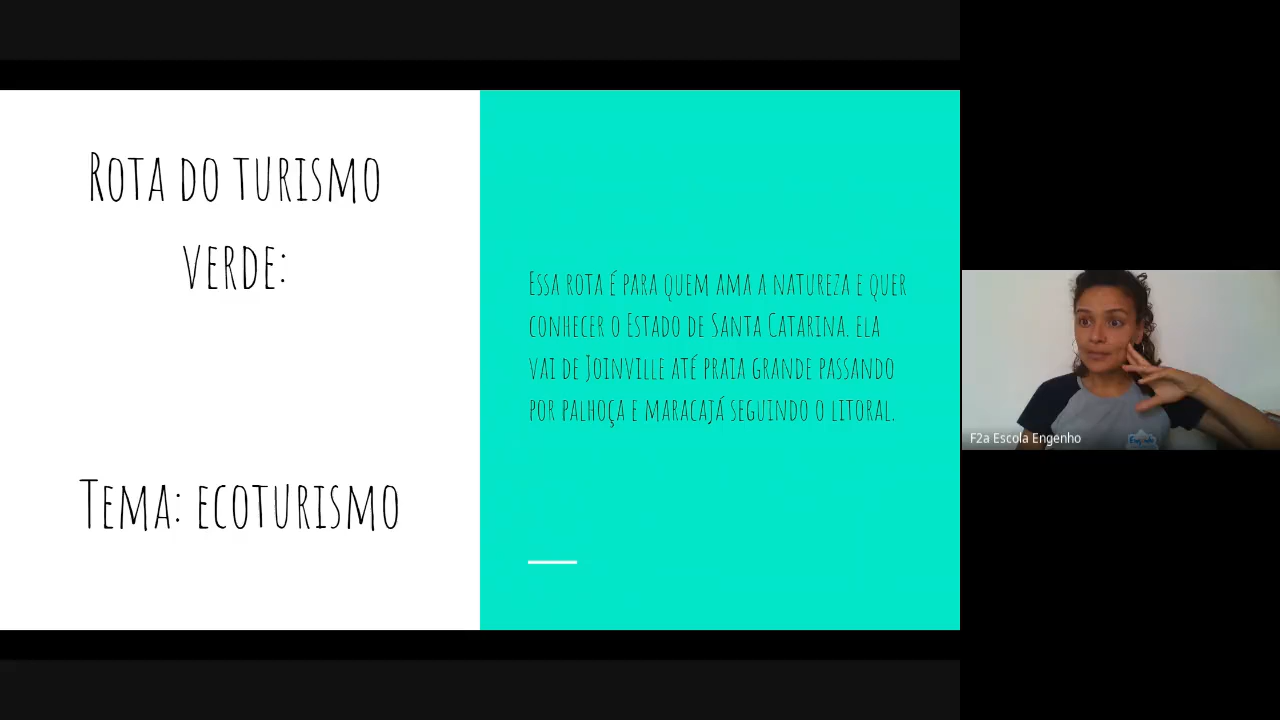 Rota do turismo
verde:
Tema: ecoturismo
Essa rota é para quem ama a natureza e quer
conhecer o Estado de Santa Catarina. ela
vai de Joinville até praia grande passando
por palhoça e maracajá seguindo o litoral.
F2a Escola Engenho